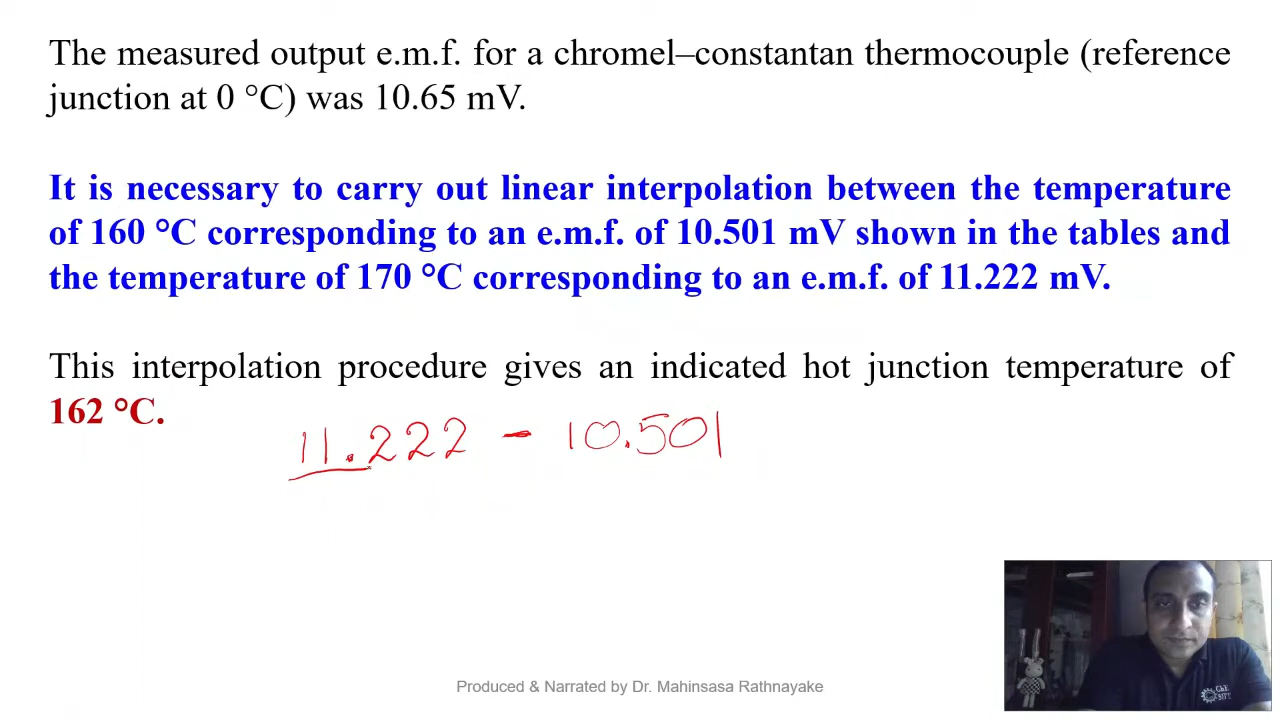 The measured output e.m.f. for a chromel–constantan thermocouple (reference
junction at 0 °C) was 10.65 mV.
It is necessary to carry out linear interpolation between the temperature
of 160 °C corresponding to an e.m.f. of 10.501 mV shown in the tables and
the temperature of 170 °C corresponding to an e.m.f. of 11.222 mV.
This interpolation procedure gives an indicated hot junction temperature of
162 °C.
11.222 - 10.501
Produced & Narrated by Dr. Mahinsasa Rathnayake